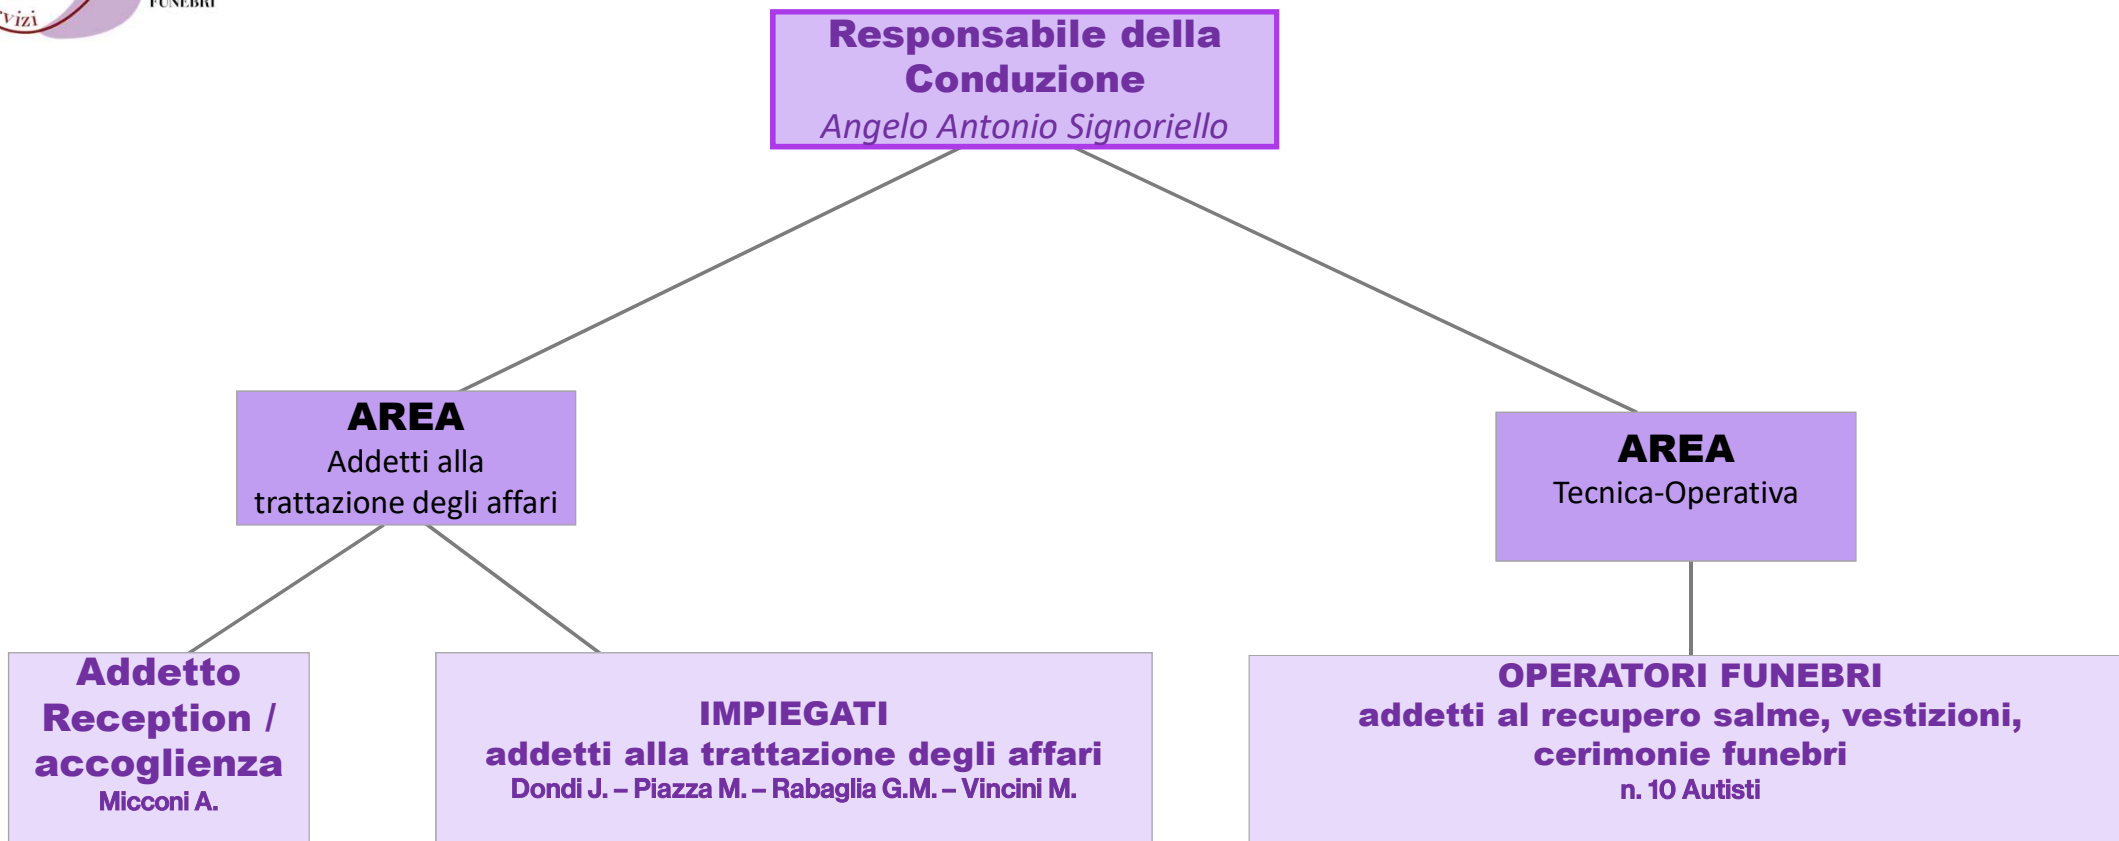 FUNEBRI
Responsabile della
Conduzione
Angelo Antonio Signoriello
AREA
Addetti alla
trattazione degli affari
AREA
Tecnica-Operativa
Addetto
Reception /
accoglienza
Micconi A.
IMPIEGATI
addetti alla trattazione degli affari
Dondi J. – Piazza M. – Rabaglia G.M. – Vincini M.
OPERATORI FUNEBRI
addetti al recupero salme, vestizioni,
cerimonie funebri
n. 10 Autisti